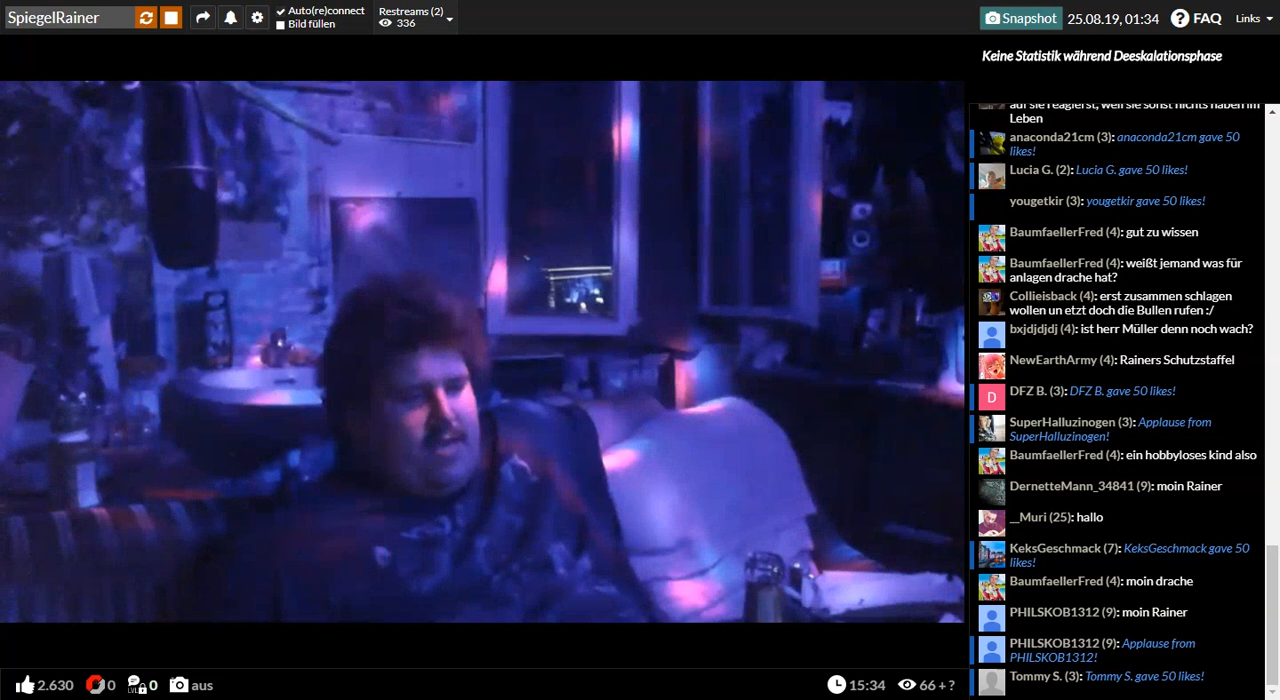 SpiegelRainer
Auto(re)connect
Bild füllen
Restreams (2)
336
Snapshot
25.08.19, 01:34
FAQ
Links
Keine Statistik während Deeskalationsphase
auf sie reagierst, weil sie sonst nichts haben im
Leben
anaconda21cm (3): anaconda21cm gave 50
likes!
Lucia G. (2): Lucia G. gave 50 likes!
yougetkir (3): yougetkir gave 50 likes!
BaumfaellerFred (4): gut zu wissen
BaumfaellerFred (4): weißt jemand was für
anlagen drache hat?
Collieisback (4): erst zusammen schlagen
wollen un etzt doch die Bullen rufen :/
bxjdjdjdj (4): ist herr Müller denn noch wach?
NewEarthArmy (4): Rainers Schutzstaffel
D
DFZ B. (3): DFZ B. gave 50 likes!
SuperHalluzinogen (3): Applause from
SuperHalluzinogen!
BaumfaellerFred (4): ein hobbyloses kind also
DernetteMann_34841 (9): moin Rainer
__Muri (25): hallo
KeksGeschmack (7): KeksGeschmack gave 50
likes!
BaumfaellerFred (4): moin drache
PHILSKOB1312 (9): moin Rainer
PHILSKOB1312 (9): Applause from
PHILSKOB1312!
Tommy S. (3): Tommy S. gave 50 likes!
2.630
0
LVL
0
aus
15:34
66 + ?